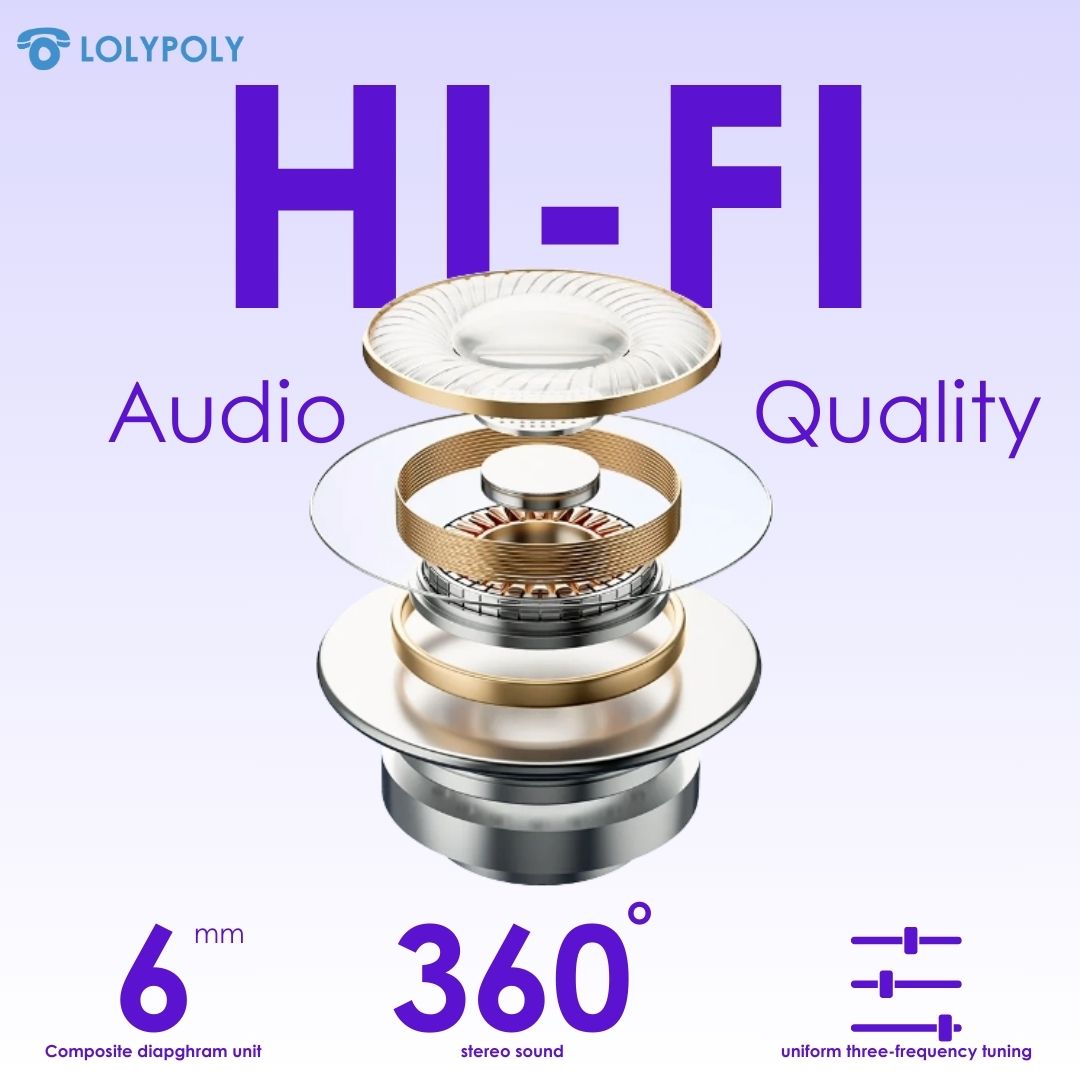 LOLYPOLY
HI-FI
Audio Quality
6 mm
Composite diapghram unit
360°
stereo sound
uniform three-frequency tuning